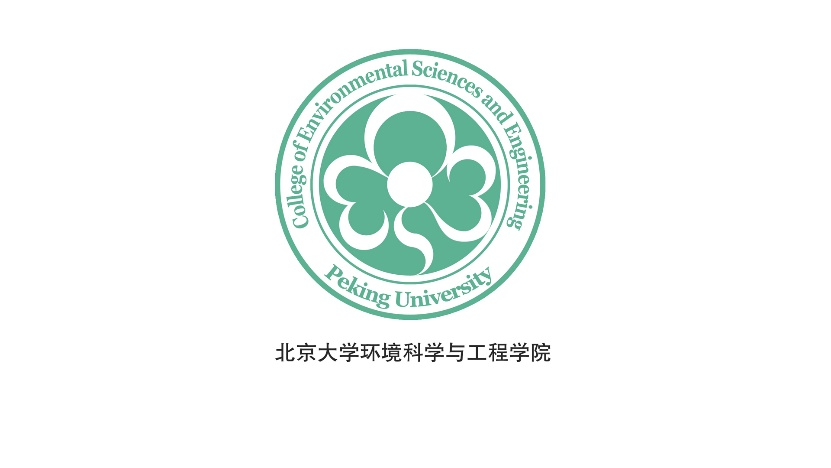 College of Environmental Sciences and Engineering
Peking University
北京大学环境科学与工程学院